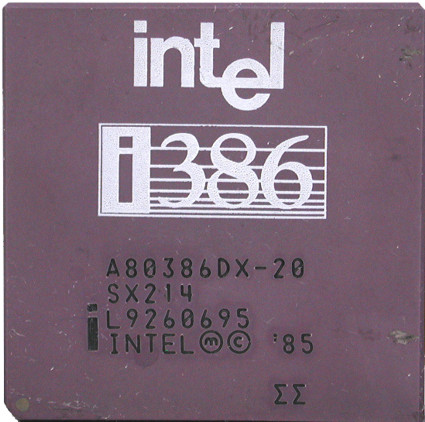 intel
i386
A80386DX-20
SX214
i L9260695
INTEL Ⓜ © '85
ΣΣ